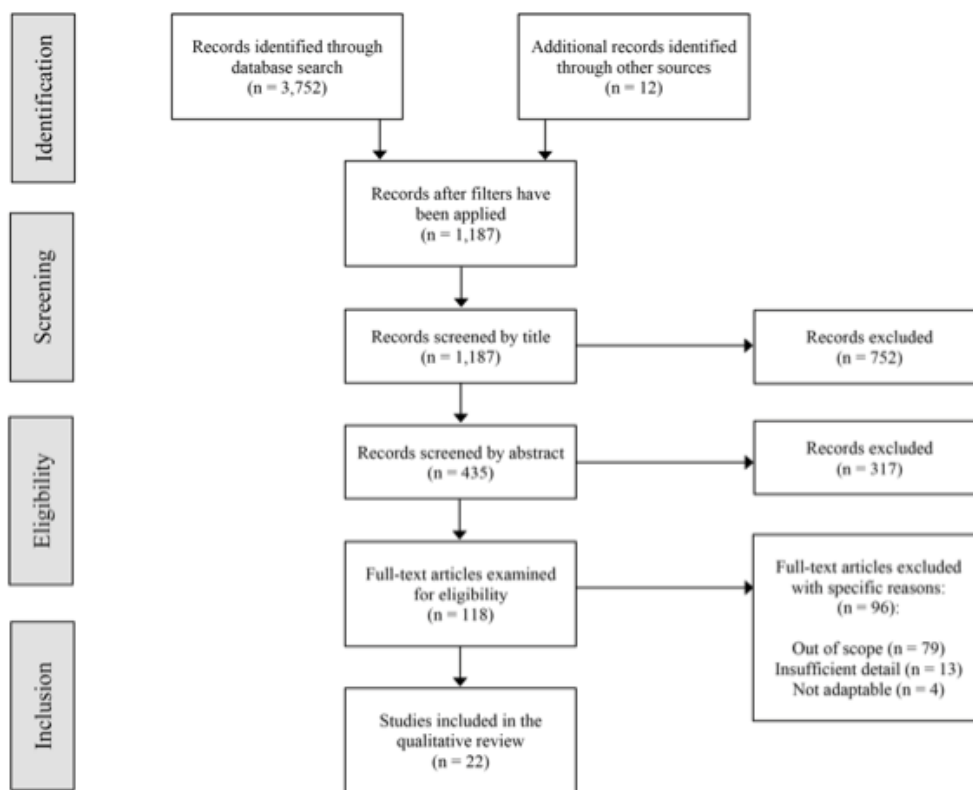 Identification
Records identified through
database search
(n = 3,752)
Additional records identified
through other sources
(n = 12)
Records after filters have
been applied
(n = 1,187)
Screening
Records screened by title
(n = 1,187)
Records excluded
(n = 752)
Eligibility
Records screened by abstract
(n = 435)
Records excluded
(n = 317)
Full-text articles examined
for eligibility
(n = 118)
Full-text articles excluded
with specific reasons:
(n = 96):
Out of scope (n = 79)
Insufficient detail (n = 13)
Not adaptable (n = 4)
Inclusion
Studies included in the
qualitative review
(n = 22)